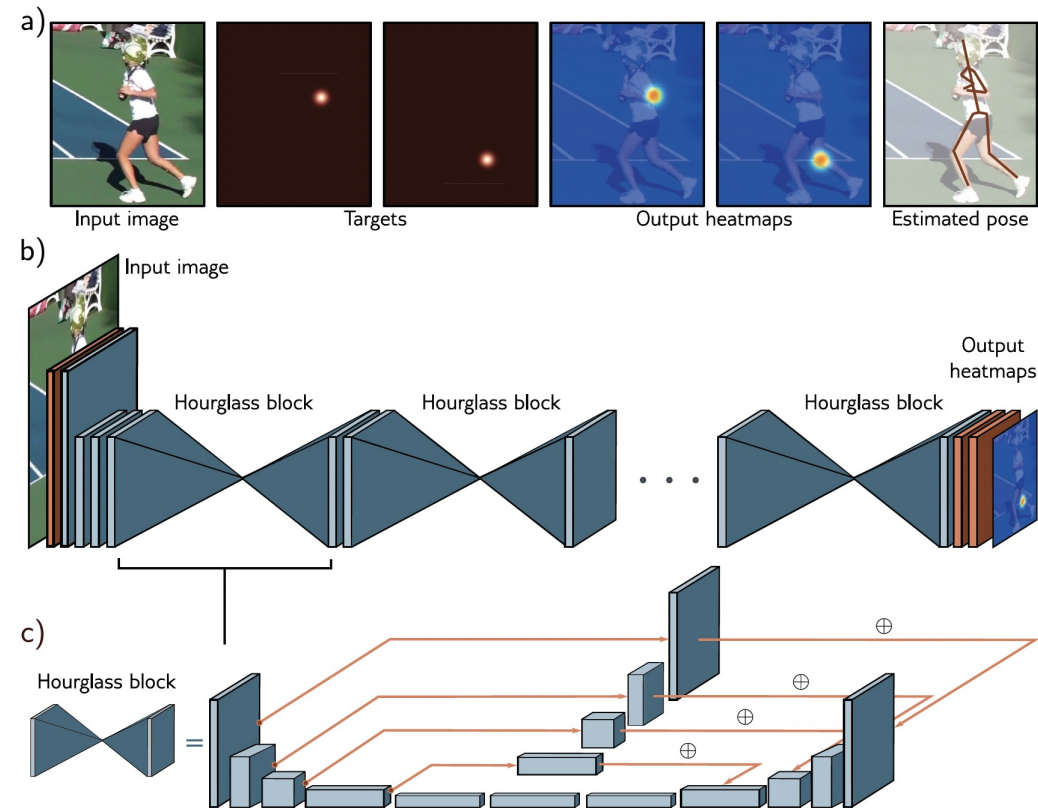 a)
Input image
Targets
Output heatmaps
Estimated pose
b)
Input image
Output
heatmaps
Hourglass block
Hourglass block
Hourglass block
c)
Hourglass block
=
⊕
⊕
⊕
⊕